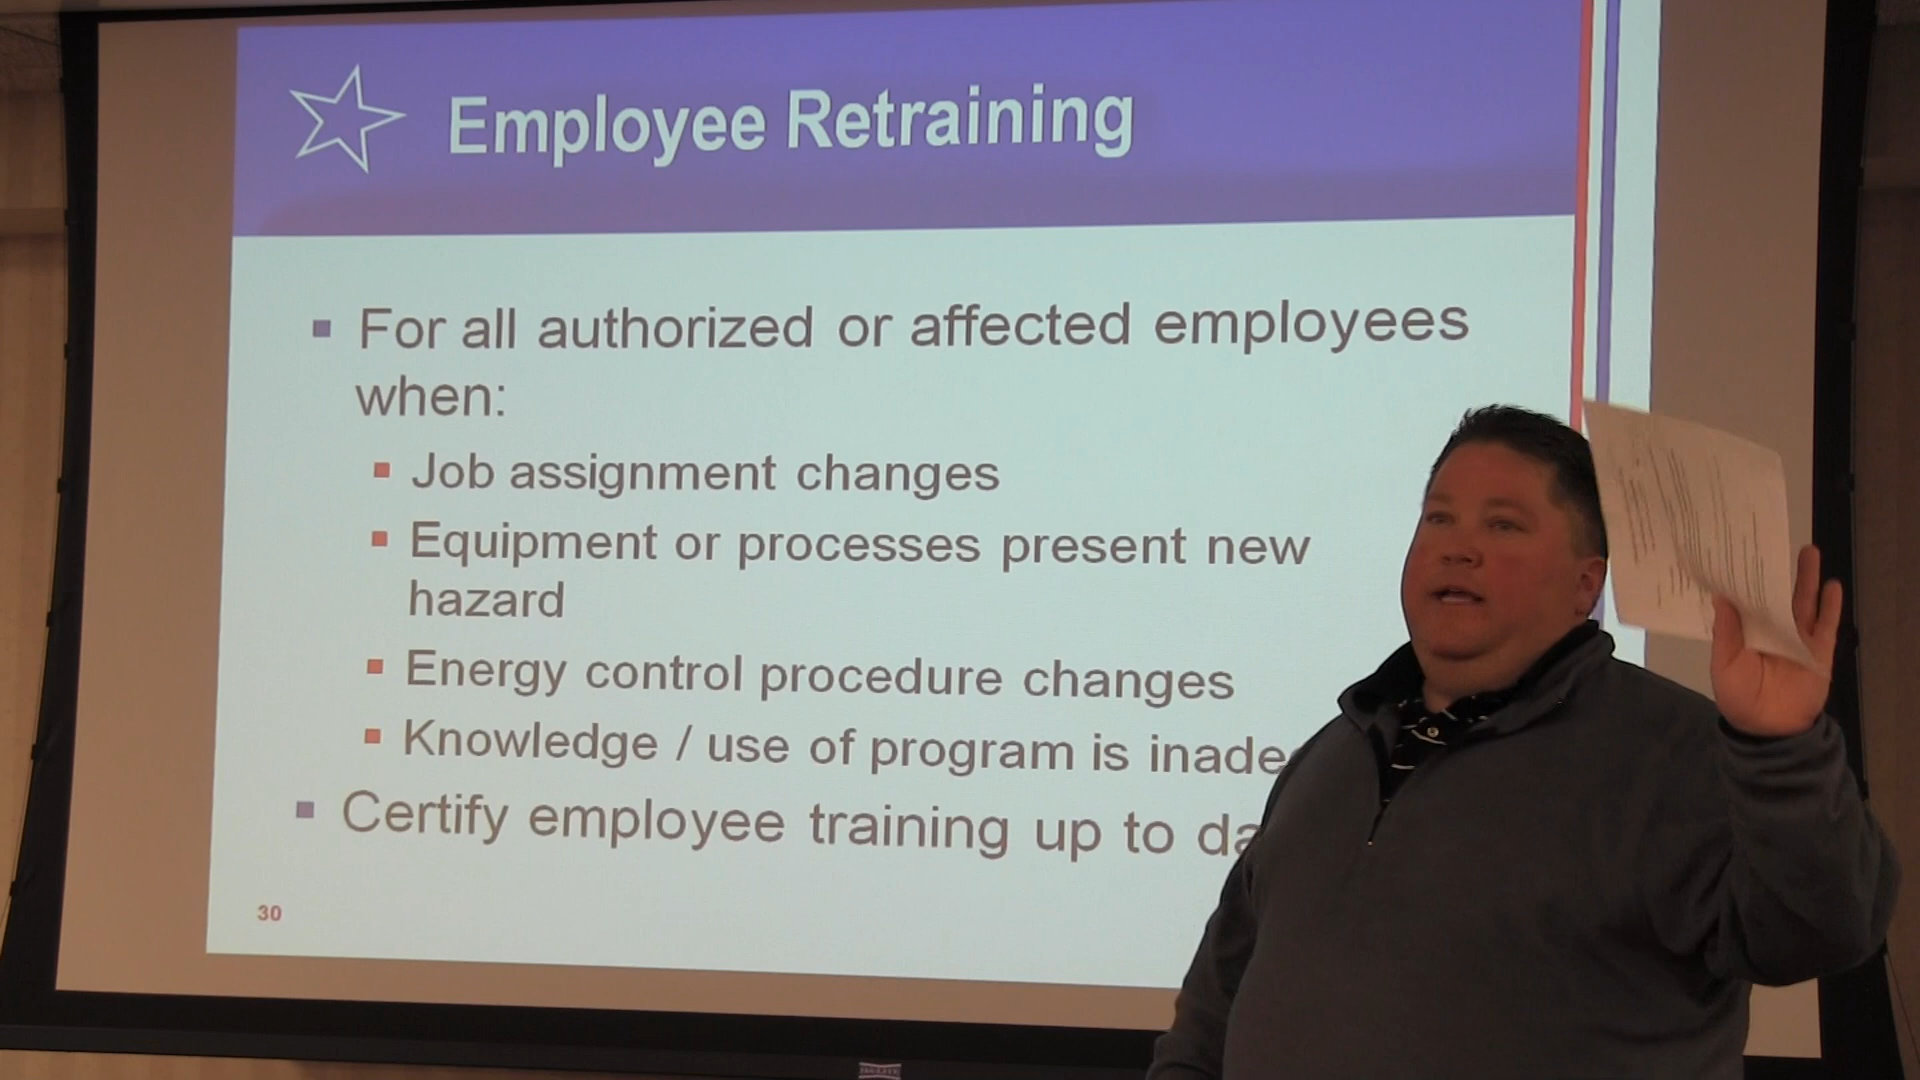 Employee Retraining
For all authorized or affected employees
when:
Job assignment changes
Equipment or processes present new
hazard
Energy control procedure changes
Knowledge / use of program is inade
Certify employee training up to da
30